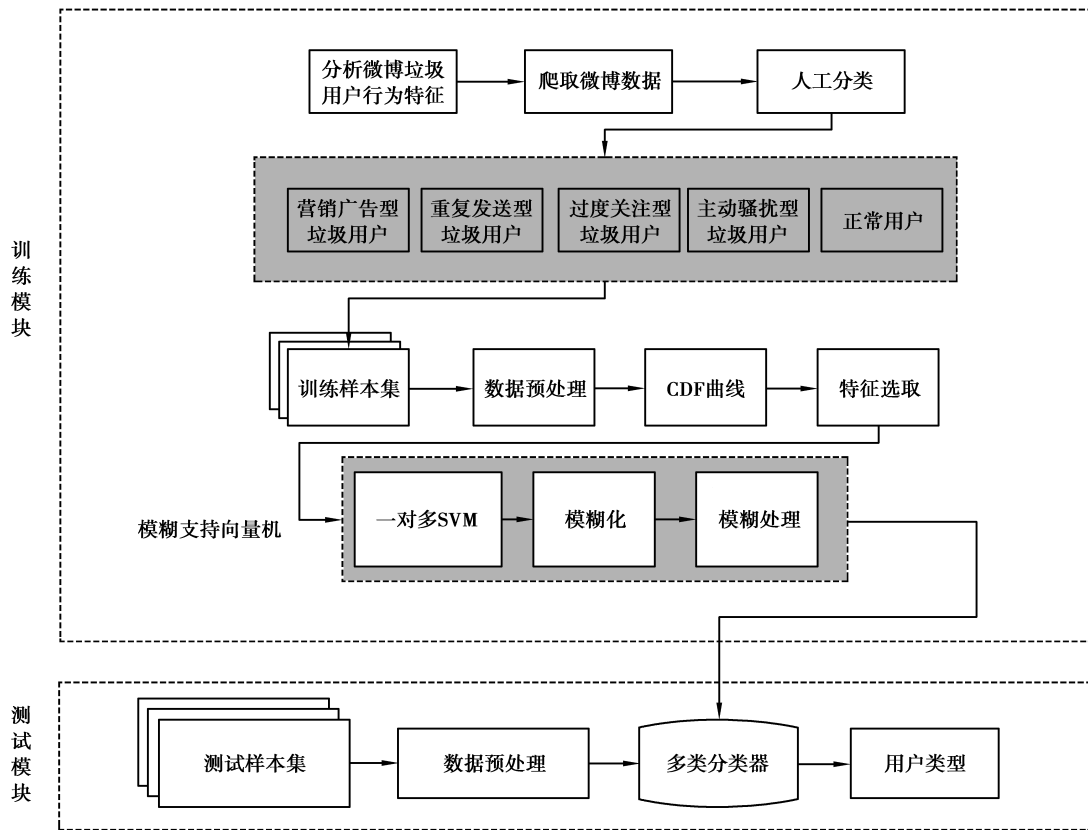 分析微博垃圾
用户行为特征
爬取微博数据
人工分类
营销广告型
垃圾用户
重复发送型
垃圾用户
过度关注型
垃圾用户
主动骚扰型
垃圾用户
正常用户
训练模块
训练样本集
数据预处理
CDF曲线
特征选取
模糊支持向量机
一对多SVM
模糊化
模糊处理
测试模块
测试样本集
数据预处理
多类分类器
用户类型